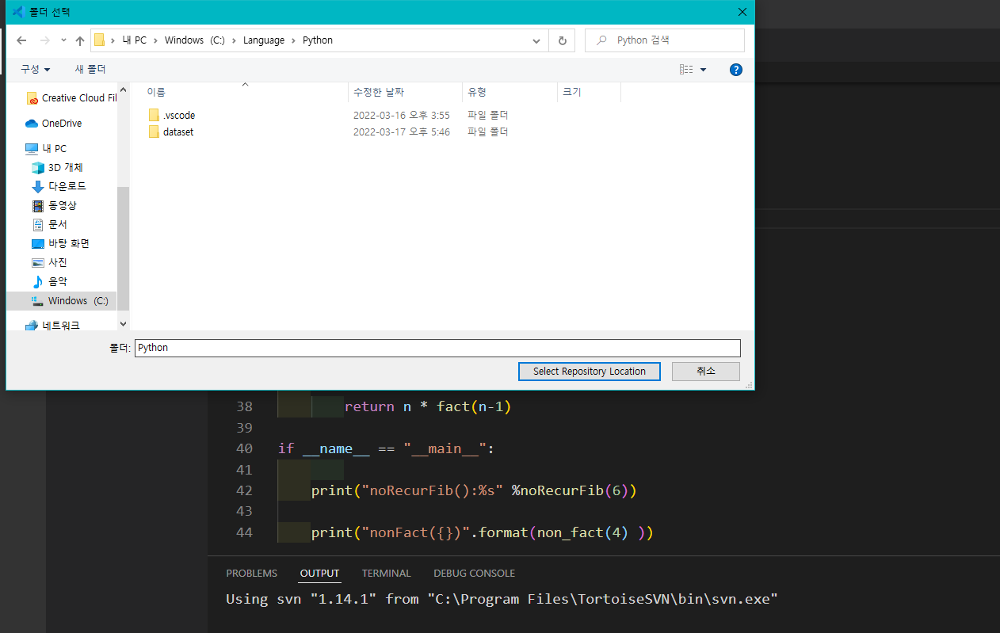 폴더 선택
내 PC > Windows (C:) > Language > Python
Python 검색
구성
새 폴더
이름 수정한 날짜 유형 크기
.vscode 2022-03-16 오후 3:55 파일 폴더
dataset 2022-03-17 오후 5:46 파일 폴더
Creative Cloud Fil
OneDrive
내 PC
3D 개체
다운로드
동영상
문서
바탕 화면
사진
음악
Windows (C:)
네트워크
폴더: Python
Select Repository Location
취소
38 return n * fact(n-1)
39
40 if __name__ == "__main__":
41
42 print("noRecurFib():%s" %noRecurFib(6))
43
44 print("nonFact({})".format(non_fact(4) ))
PROBLEMS OUTPUT TERMINAL DEBUG CONSOLE
Using svn "1.14.1" from "C:\Program Files\TortoiseSVN\bin\svn.exe"